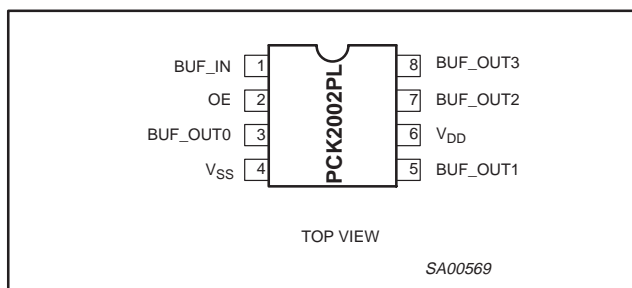 BUF_IN 1
OE 2
BUF_OUT0 3
VSS 4
PCK2002PL
8 BUF_OUT3
7 BUF_OUT2
6 VDD
5 BUF_OUT1
TOP VIEW
SA00569